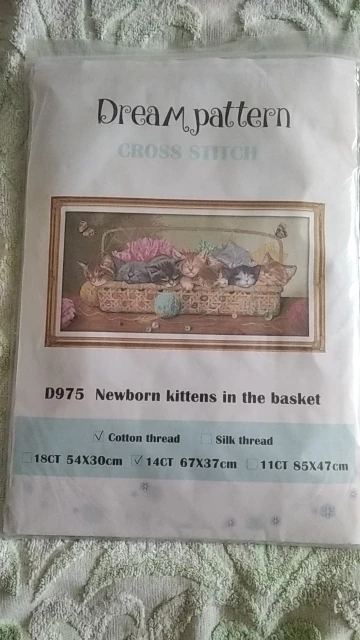 Dream pattern
CROSS STITCH
D975 Newborn kittens in the basket
Cotton thread Silk thread
18CT 54X30cm 14CT 67X37cm 11CT 85X47cm